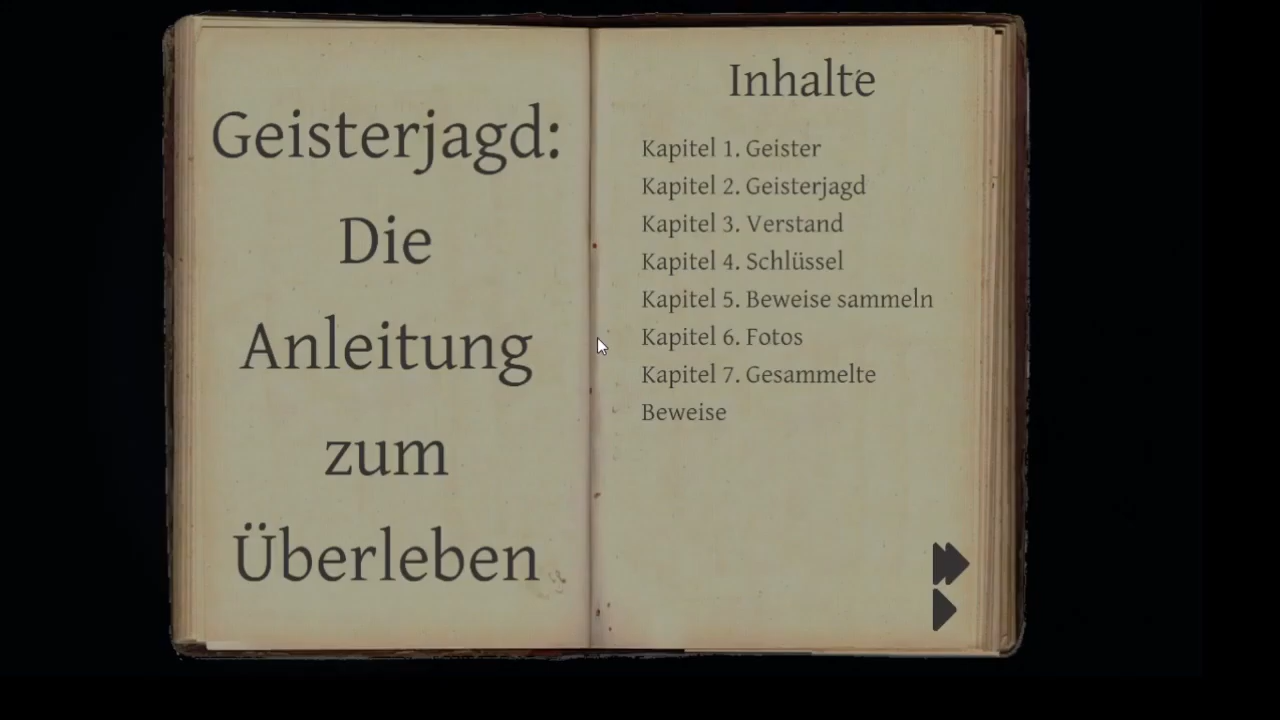 Geisterjagd:
Die
Anleitung
zum
Überleben
Inhalte
Kapitel 1. Geister
Kapitel 2. Geisterjagd
Kapitel 3. Verstand
Kapitel 4. Schlüssel
Kapitel 5. Beweise sammeln
Kapitel 6. Fotos
Kapitel 7. Gesammelte
Beweise